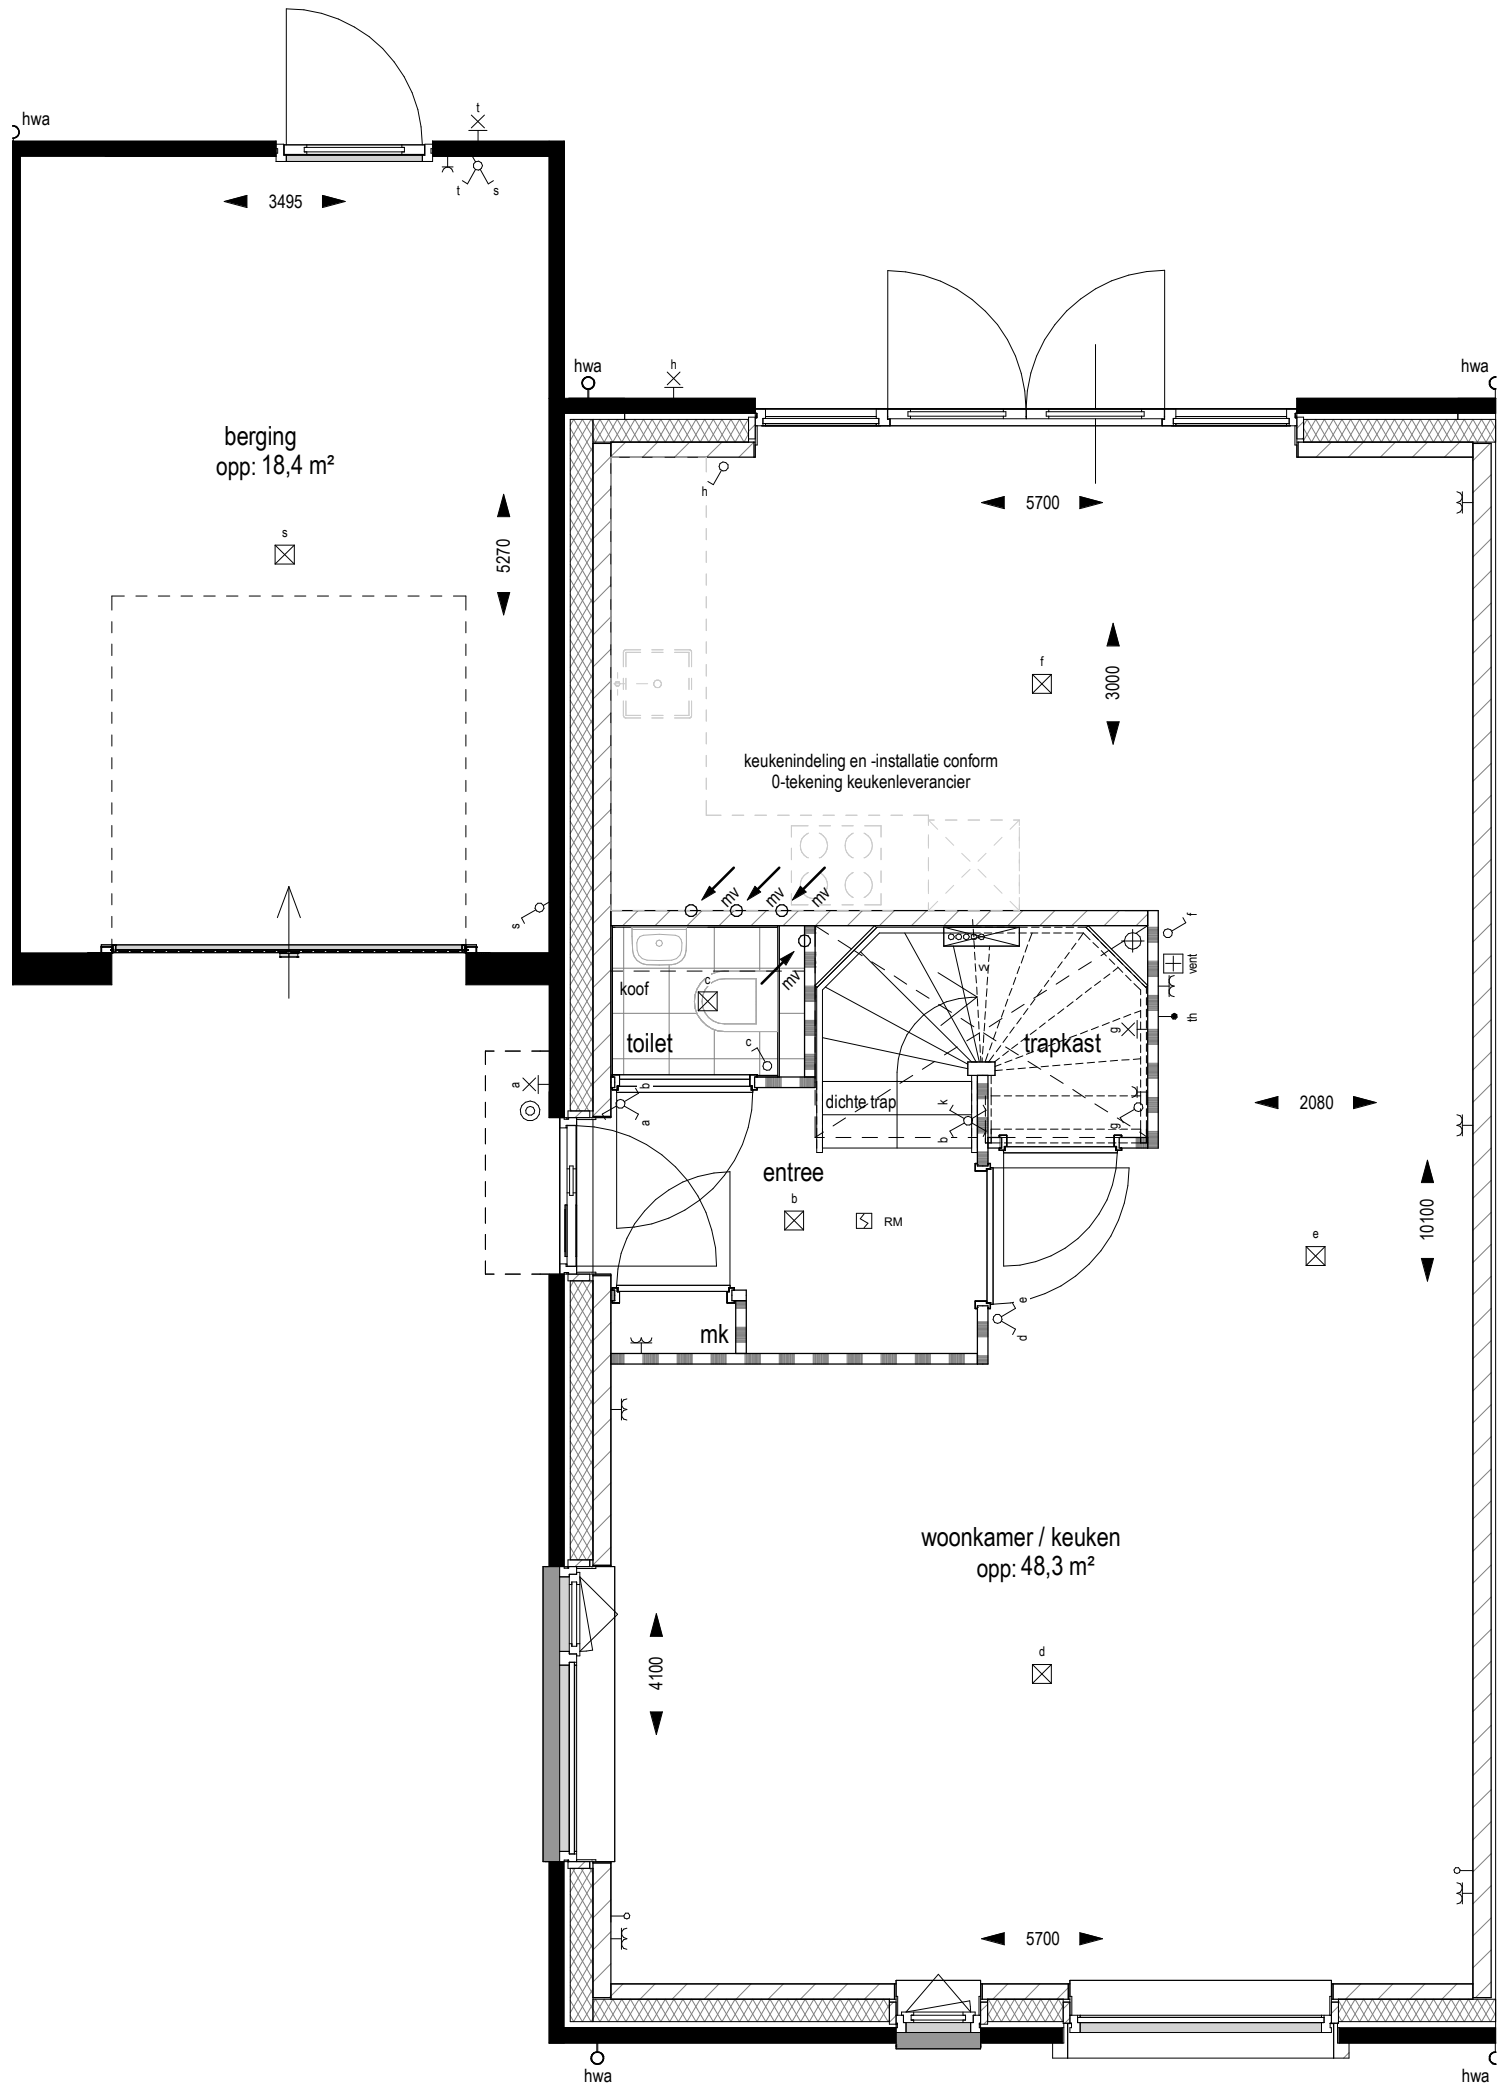 hwa
t
t
s
3495
hwa
h
hwa
berging
opp: 18,4 m²
h
5700
5270
s
f
3000
keukenindeling en -installatie conform
0-tekening keukenleverancier
mv
mv
mv
s
f
vent
th
koof
c
mv
toilet
c
g
trapkast
a
b
a
dichte trap
k
b
g
2080
entree
b
RM
10100
e
e
d
mk
woonkamer / keuken
opp: 48,3 m²
4100
d
5700
hwa
hwa